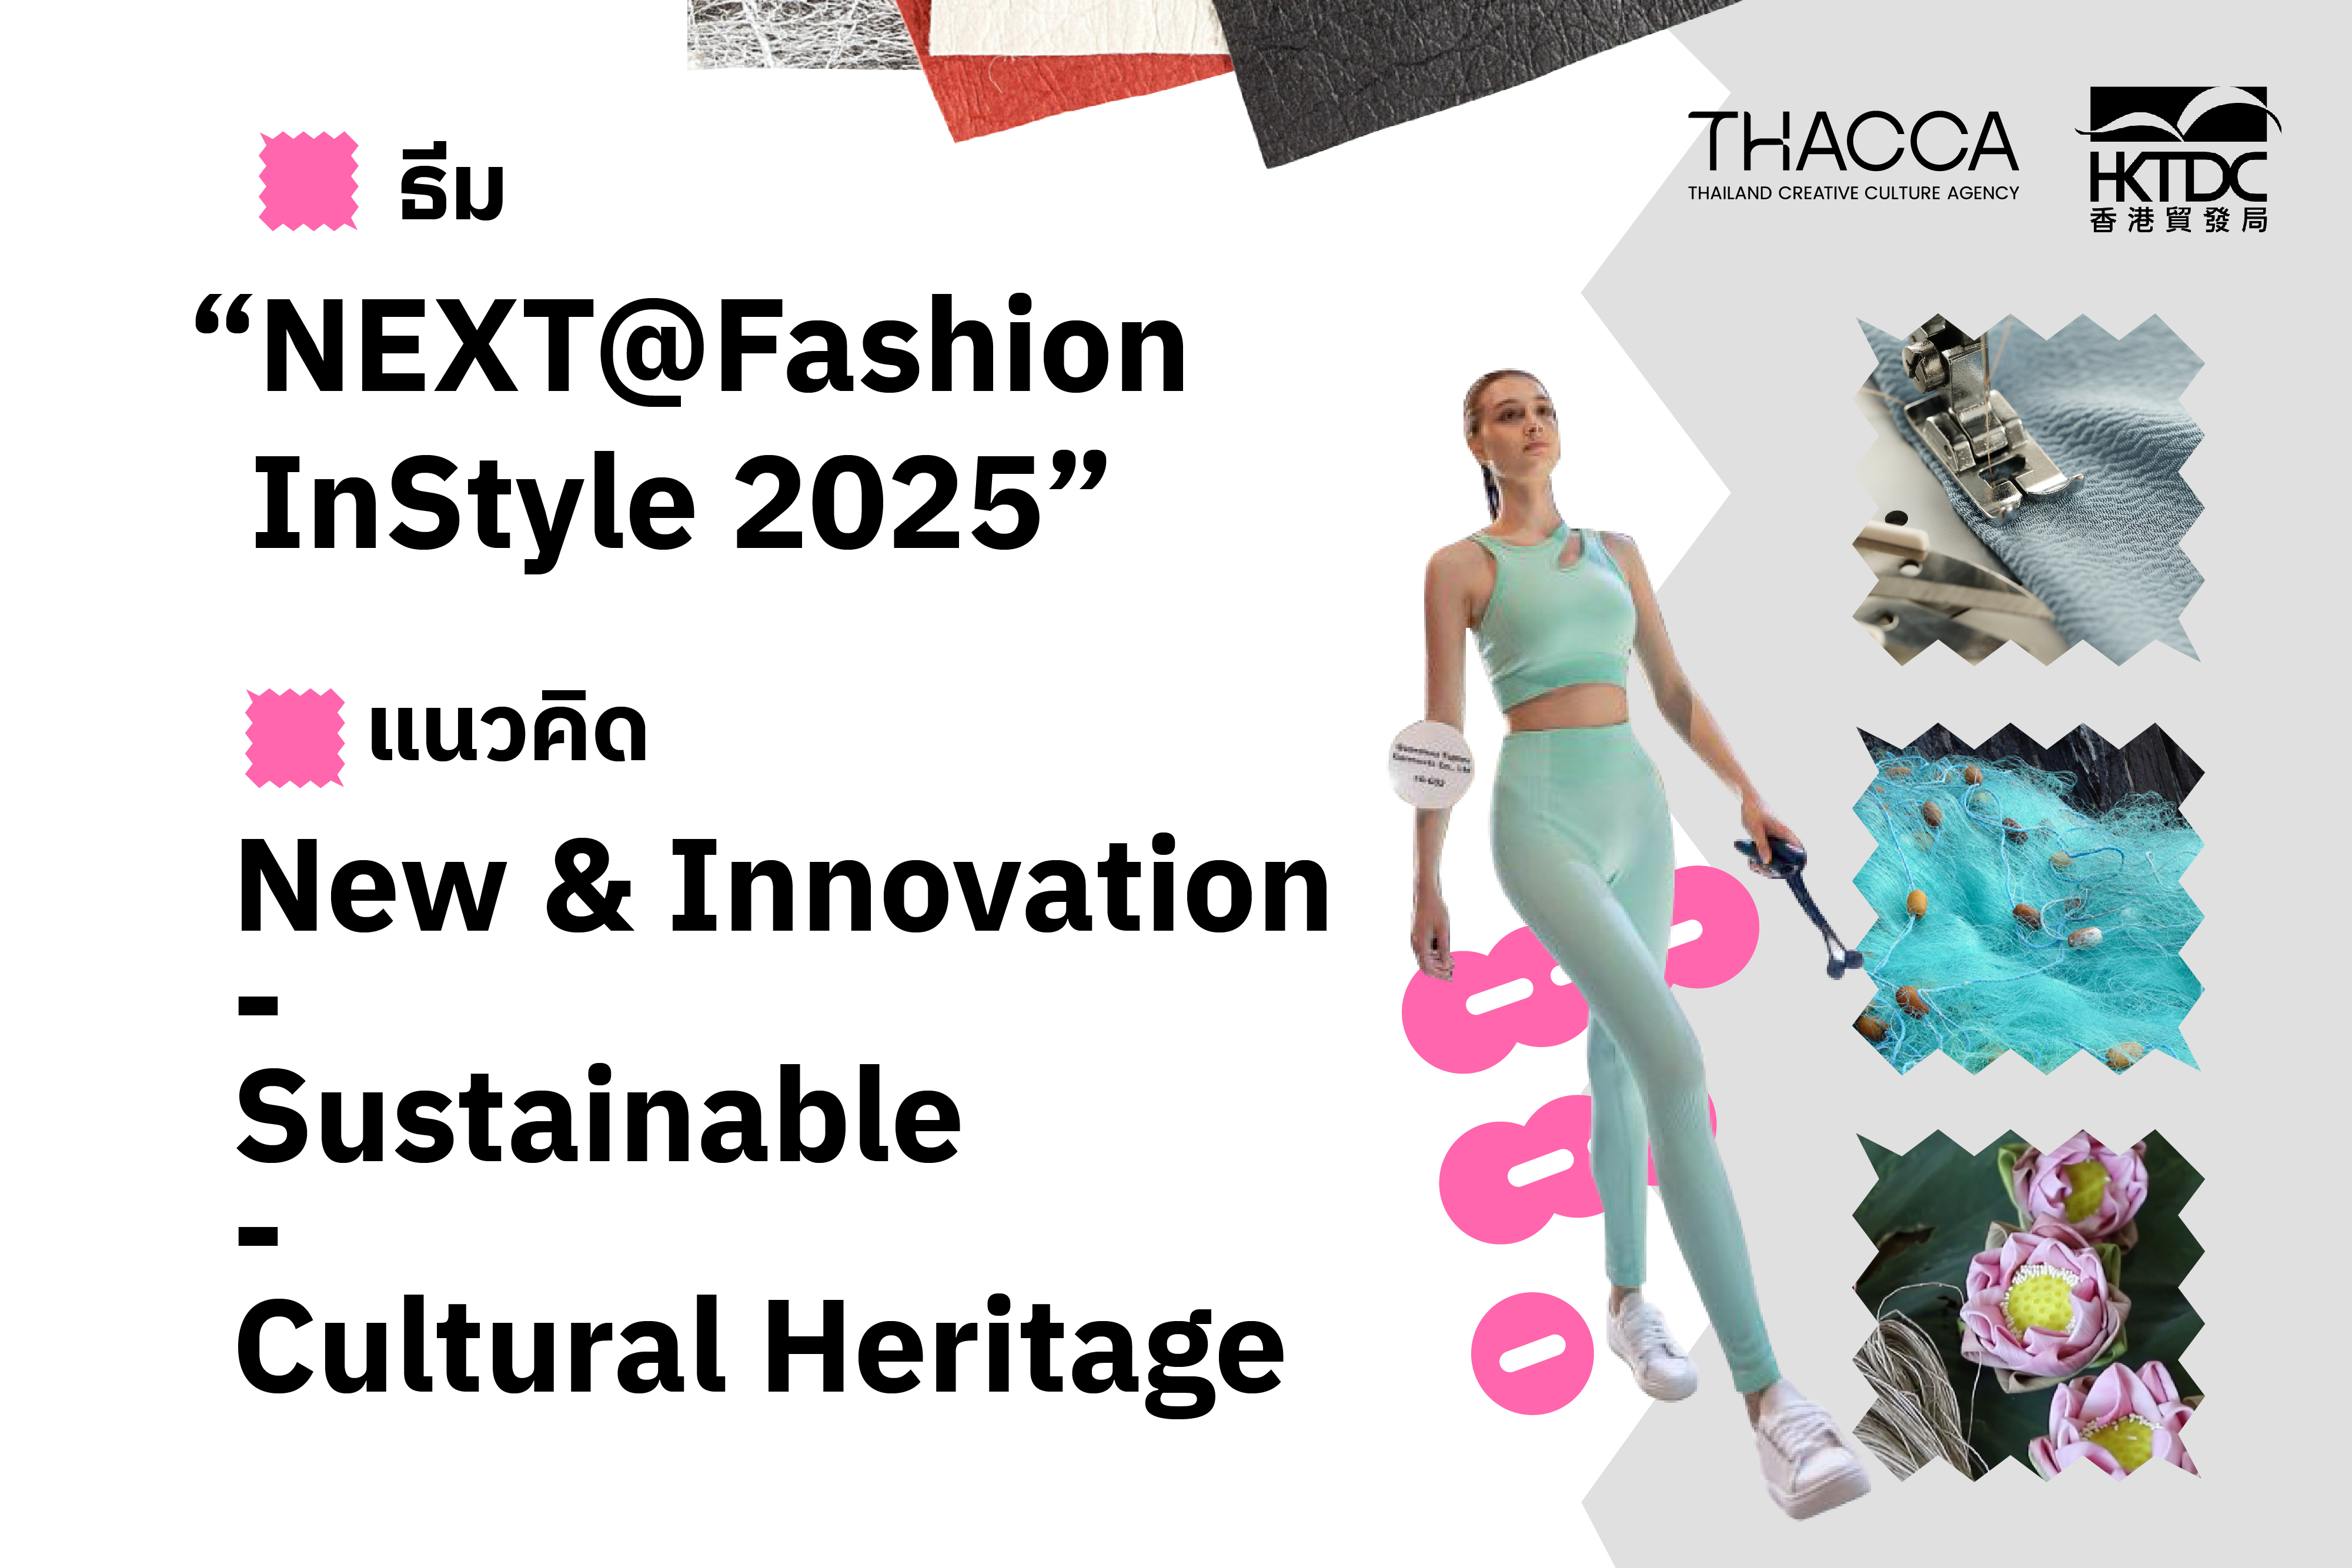 ธีม
“NEXT@Fashion
InStyle 2025”
แนวคิด
New & Innovation
-
Sustainable
-
Cultural Heritage
THACCA
THAILAND CREATIVE CULTURE AGENCY
HKTDC
香港貿發局